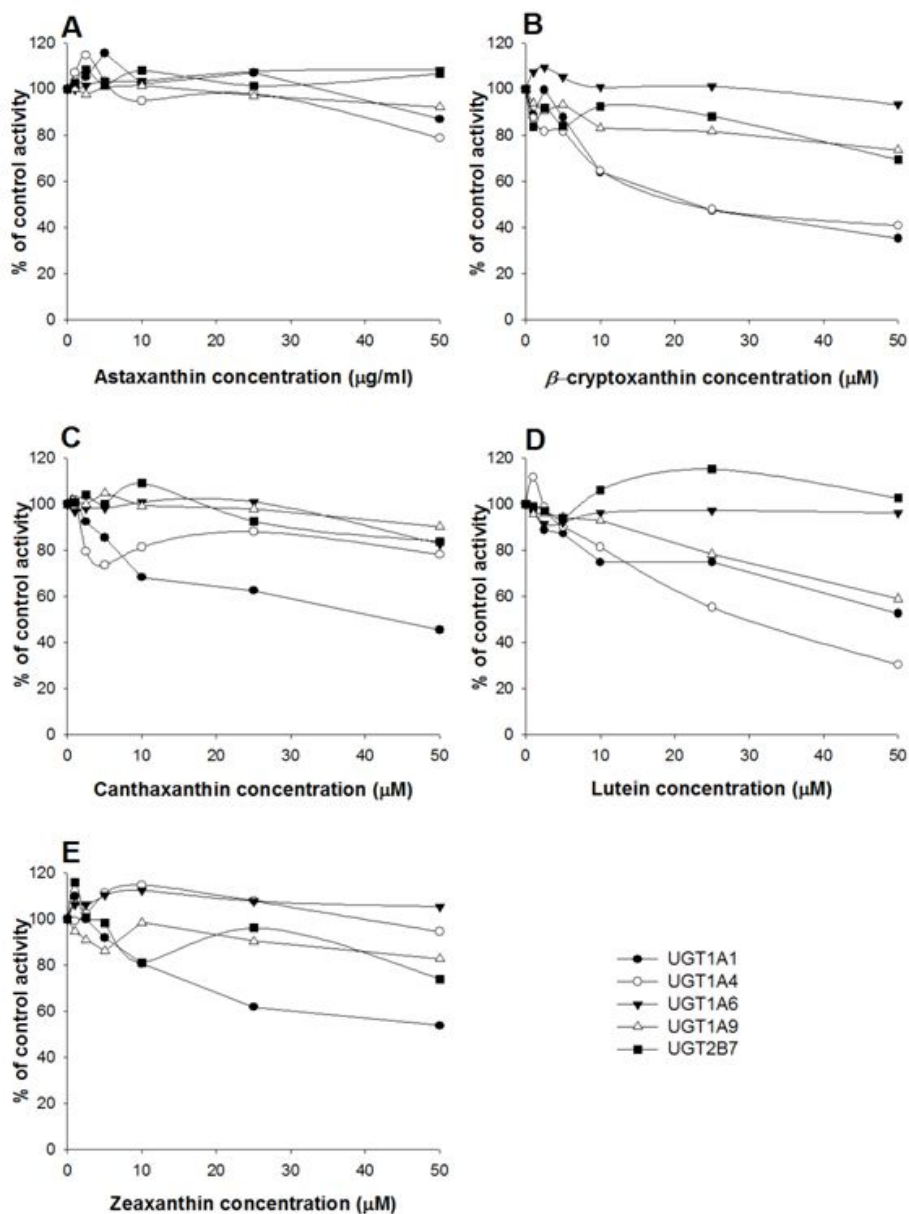 A
% of control activity
120
100
80
60
40
20
0
0 10 20 30 40 50
Astaxanthin concentration (μg/ml)
B
% of control activity
120
100
80
60
40
20
0
0 10 20 30 40 50
β-cryptoxanthin concentration (μM)
C
% of control activity
120
100
80
60
40
20
0
0 10 20 30 40 50
Canthaxanthin concentration (μM)
D
% of control activity
120
100
80
60
40
20
0
0 10 20 30 40 50
Lutein concentration (μM)
E
% of control activity
120
100
80
60
40
20
0
0 10 20 30 40 50
Zeaxanthin concentration (μM)
UGT1A1
UGT1A4
UGT1A6
UGT1A9
UGT2B7